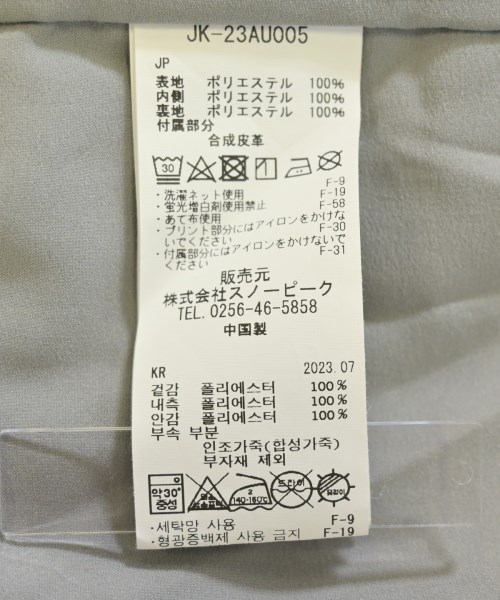 JK-23AU005
JP
表地 ポリエステル 100%
内側 ポリエステル 100%
裏地 ポリエステル 100%
付属部分
合成皮革
30
F-9
・洗濯ネット使用 F-19
・蛍光増白剤使用禁止 F-58
・あて布使用
・プリント部分にはアイロンをかけな
いでください F-30
・付属部分にはアイロンをかけないで
ください F-31
販売元
株式会社スノーピーク
TEL. 0256-46-5858
中国製
KR 2023.07
겉감 폴리에스터 100%
내측 폴리에스터 100%
안감 폴리에스터 100%
부속 부분
인조가죽(합성가죽)
부자재 제외
약30°
중성
2
140-160℃
드라이
·세탁망 사용 F-9
·형광증백제 사용 금지 F-19